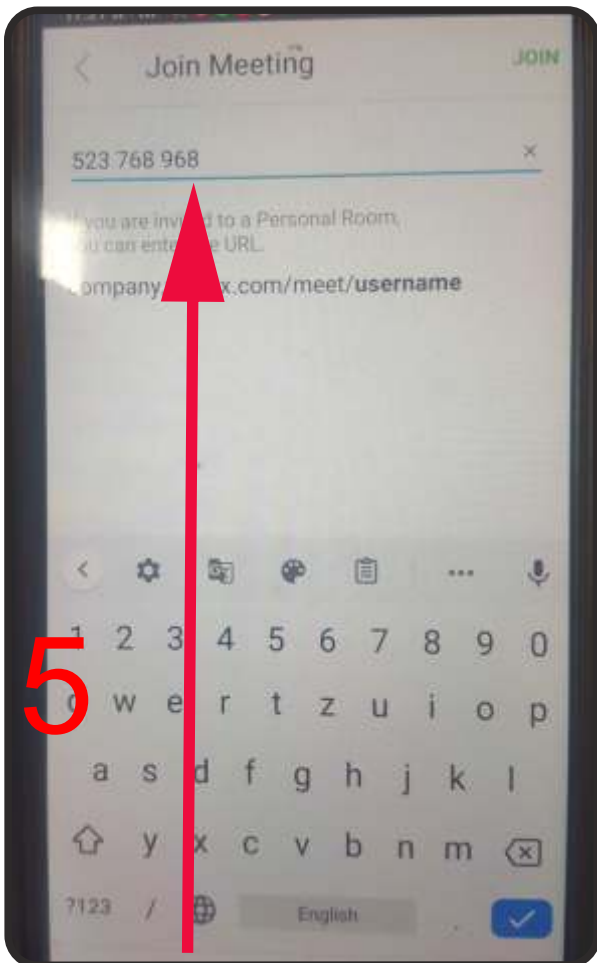 Join Meeting
JOIN
523 768 968
×
you are invited to a Personal Room,
you can enter the URL.
company. x.com/meet/username
1 2 3 4 5 6 7 8 9 0
5
w e r t z u i o p
a s d f g h j k l
y x c v b n m
?123 / English .